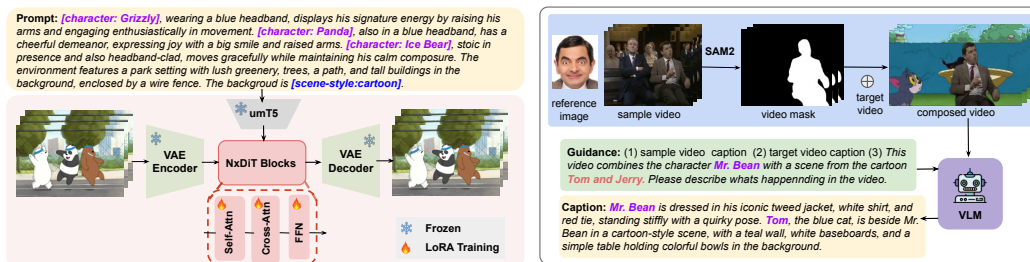 Prompt: [character: Grizzly], wearing a blue headband, displays his signature energy by raising his
arms and engaging enthusiastically in movement. [character: Panda], also in a blue headband, has
a cheerful demeanor, expressing joy with a big smile and raised arms. [character: Ice Bear], stoic in
presence and also headband-clad, moves gracefully while maintaining his calm composure. The
environment features a park setting with lush greenery, trees, a path, and tall buildings in the
background, enclosed by a wire fence. The backgroud is [scene-style:cartoon].
umT5
VAE
Encoder
NxDiT Blocks
VAE
Decoder
Self-Attn
Cross-Attn
FFN
Frozen
LoRA Training
reference
image
sample video
SAM2
video mask
target
video
composed video
Guidance: (1) sample video caption (2) target video caption (3) This
video combines the character Mr. Bean with a scene from the cartoon
Tom and Jerry. Please describe whats happennding in the video.
VLM
Caption: Mr. Bean is dressed in his iconic tweed jacket, white shirt, and
red tie, standing stiffly with a quirky pose. Tom, the blue cat, is beside Mr.
Bean in a cartoon-style scene, with a teal wall, white baseboards, and a
simple table holding colorful bowls in the background.